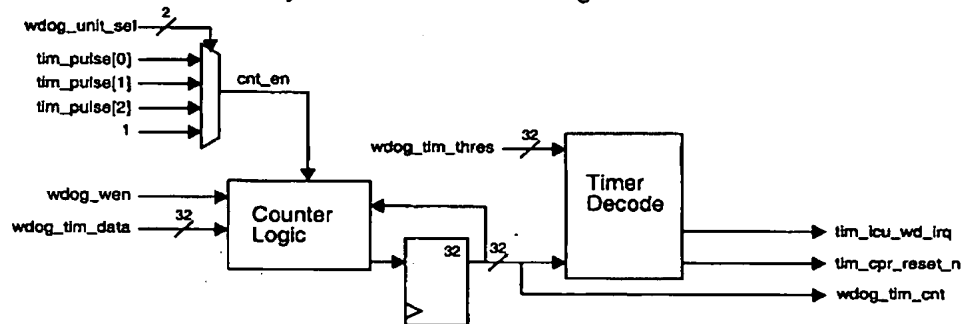 2
wdog_unit_sel
tim_pulse[0]
tim_pulse[1]
tim_pulse[2]
1
cnt_en
32
wdog_tim_thres
Timer
Decode
wdog_wen
32
wdog_tim_data
Counter
Logic
32
32
tim_icu_wd_irq
tim_cpr_reset_n
wdog_tim_cnt